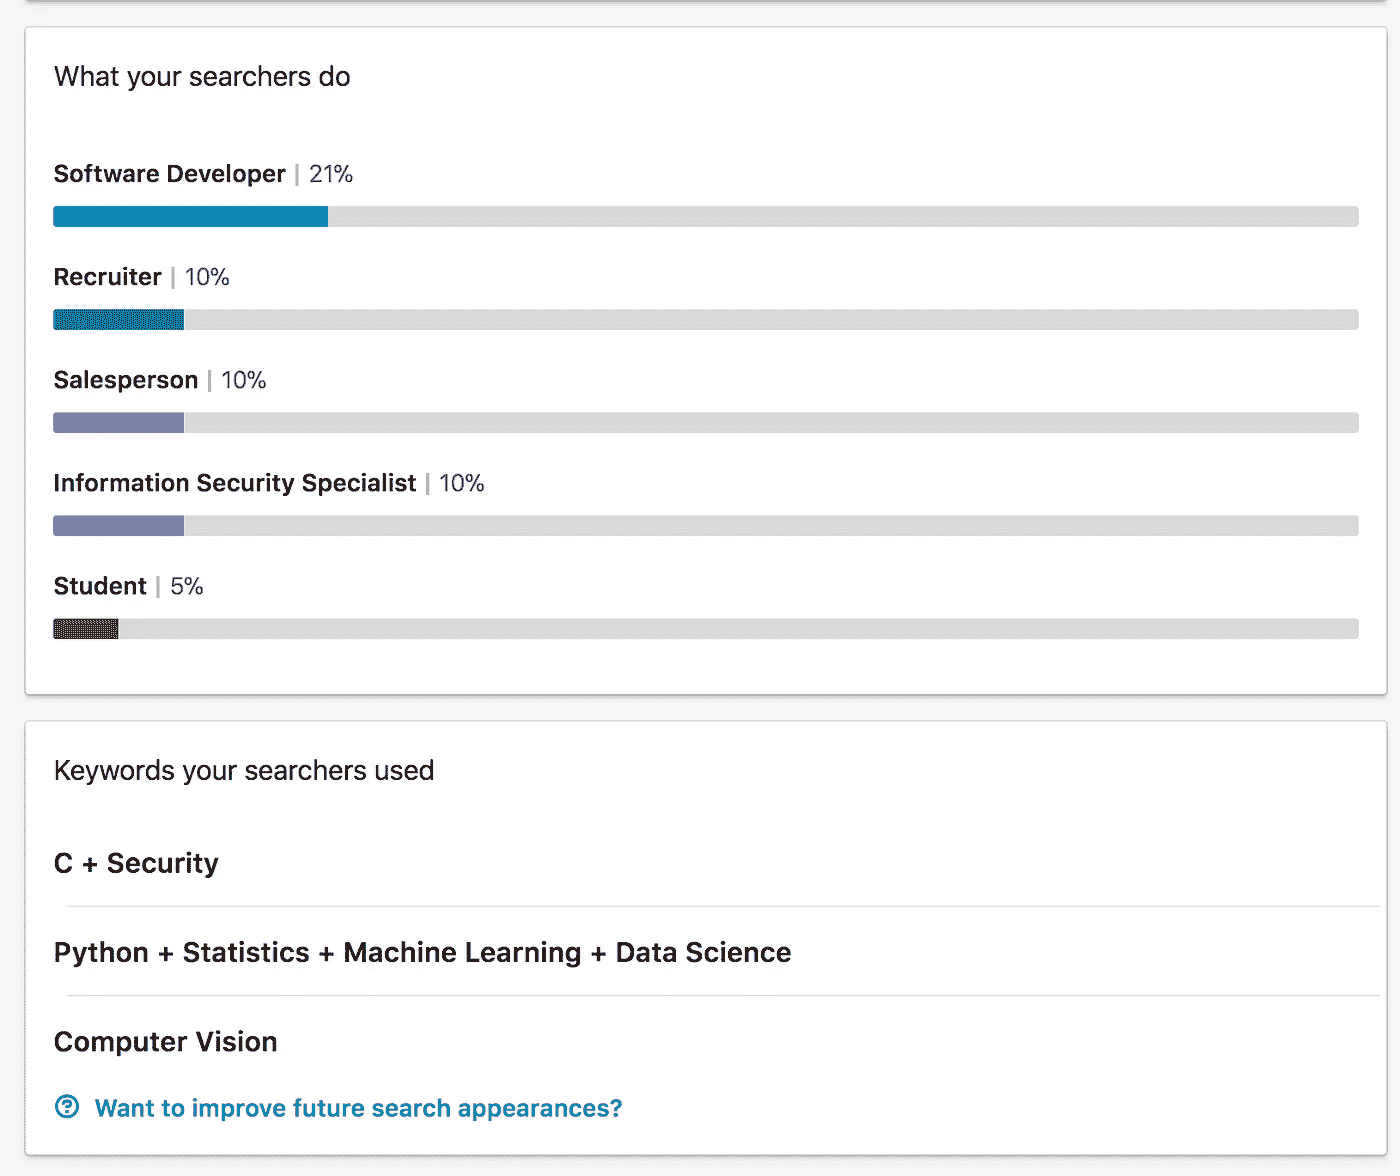 What your searchers do
Software Developer | 21%
Recruiter | 10%
Salesperson | 10%
Information Security Specialist | 10%
Student | 5%
Keywords your searchers used
C + Security
Python + Statistics + Machine Learning + Data Science
Computer Vision
Want to improve future search appearances?